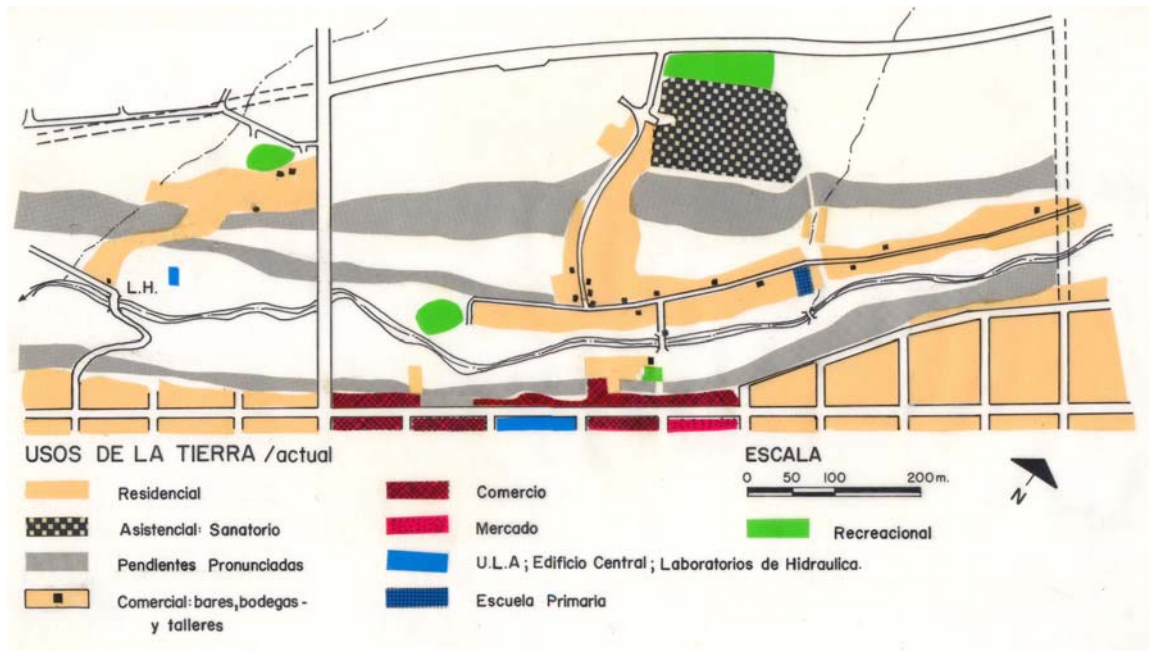 L.H.
USOS DE LA TIERRA /actual
Residencial
Asistencial: Sanatorio
Pendientes Pronunciadas
Comercial: bares, bodegas -
y talleres
Comercio
Mercado
U.L.A ; Edificio Central ; Laboratorios de Hidraulica.
Escuela Primaria
ESCALA
0 50 100 200 m.
Recreacional
N